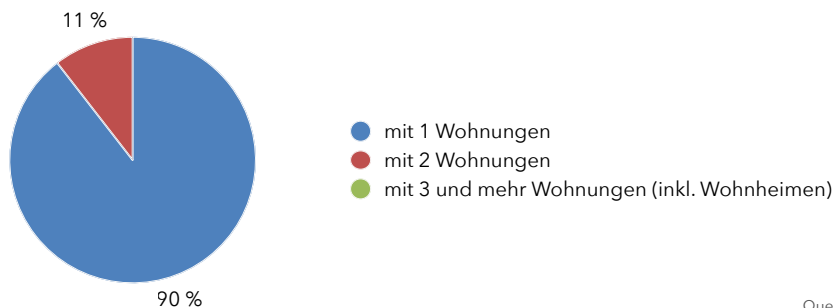 11 %
mit 1 Wohnungen
mit 2 Wohnungen
mit 3 und mehr Wohnungen (inkl. Wohnheimen)
90 %